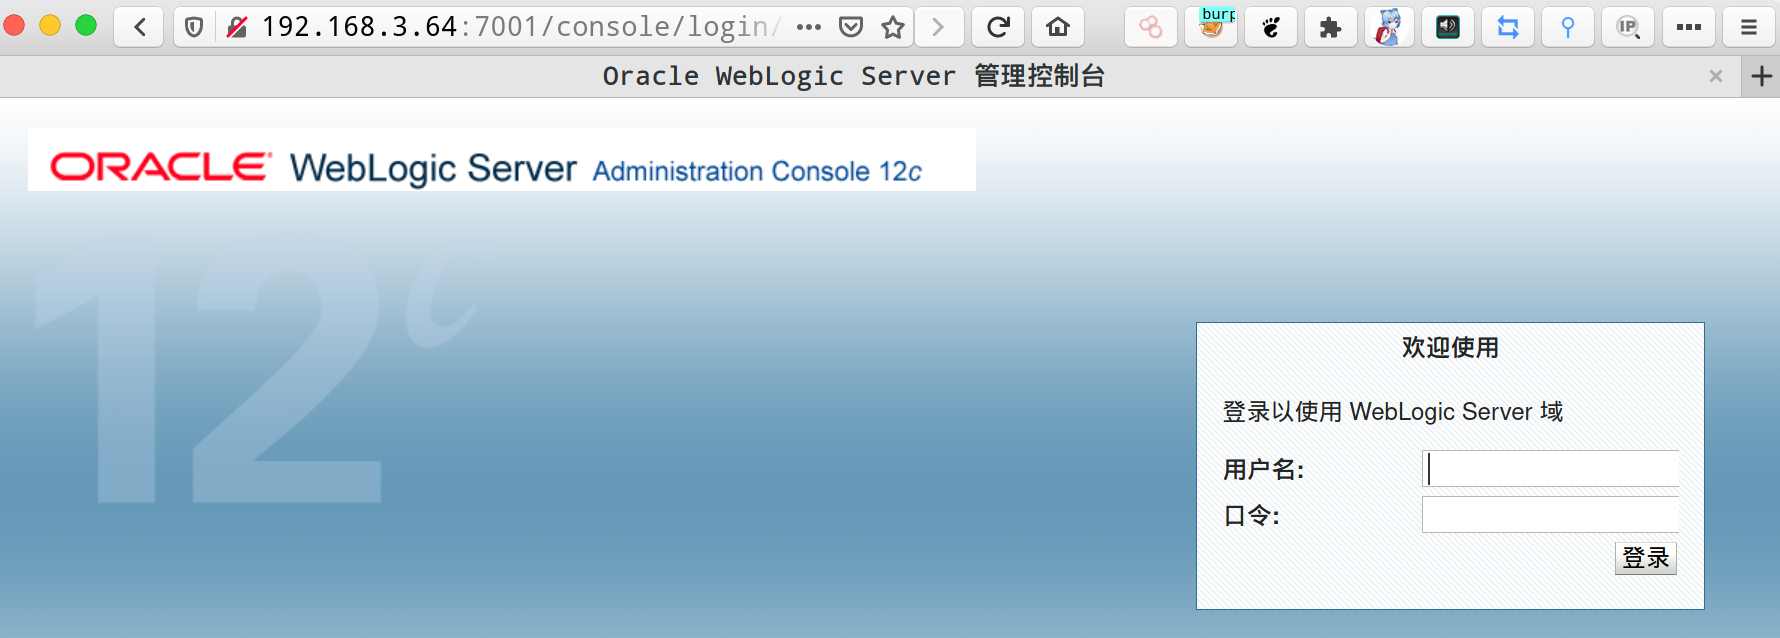 192.168.3.64:7001/console/login/
burp
IP
Oracle WebLogic Server 管理控制台
ORACLE WebLogic Server Administration Console 12c
12c
欢迎使用
登录以使用 WebLogic Server 域
用户名:
口令:
登录